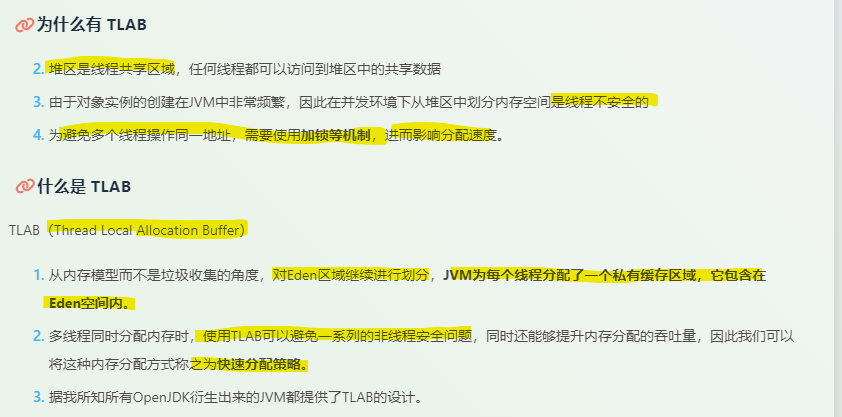 为什么有 TLAB
2. 堆区是线程共享区域，任何线程都可以访问到堆区中的共享数据
3. 由于对象实例的创建在JVM中非常频繁，因此在并发环境下从堆区中划分内存空间是线程不安全的
4. 为避免多个线程操作同一地址，需要使用加锁等机制，进而影响分配速度。
什么是 TLAB
TLAB（Thread Local Allocation Buffer）
1. 从内存模型而不是垃圾收集的角度，对Eden区域继续进行划分，JVM为每个线程分配了一个私有缓存区域，它包含在
Eden空间内。
2. 多线程同时分配内存时，使用TLAB可以避免一系列的非线程安全问题，同时还能够提升内存分配的吞吐量，因此我们可以
将这种内存分配方式称之为快速分配策略。
3. 据我所知所有OpenJDK衍生出来的JVM都提供了TLAB的设计。